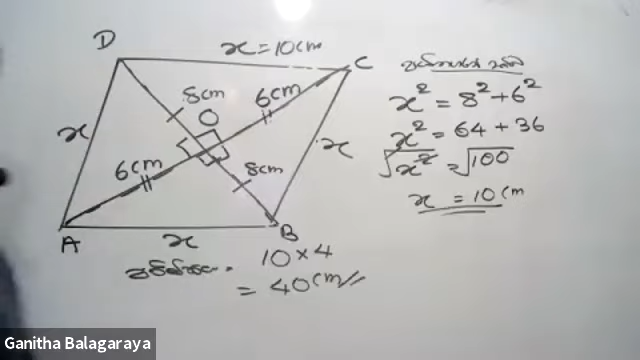 D
x = 10cm
C
8cm
6cm
O
x
x
6cm
8cm
A
x
B
10 × 4
= 40cm//
x² = 8² + 6²
x² = 64 + 36
√x² = √100
x = 10cm
Ganitha Balagaraya